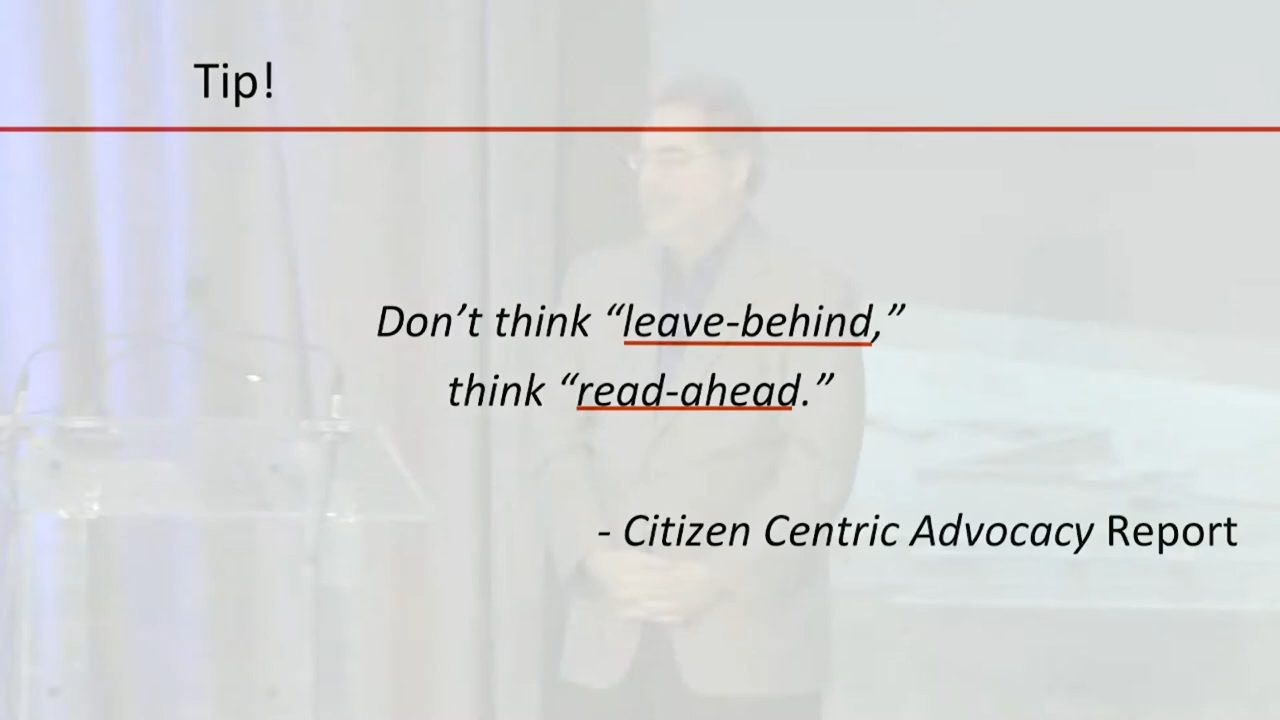 Tip!
Don’t think “leave-behind,”
think “read-ahead.”
- Citizen Centric Advocacy Report